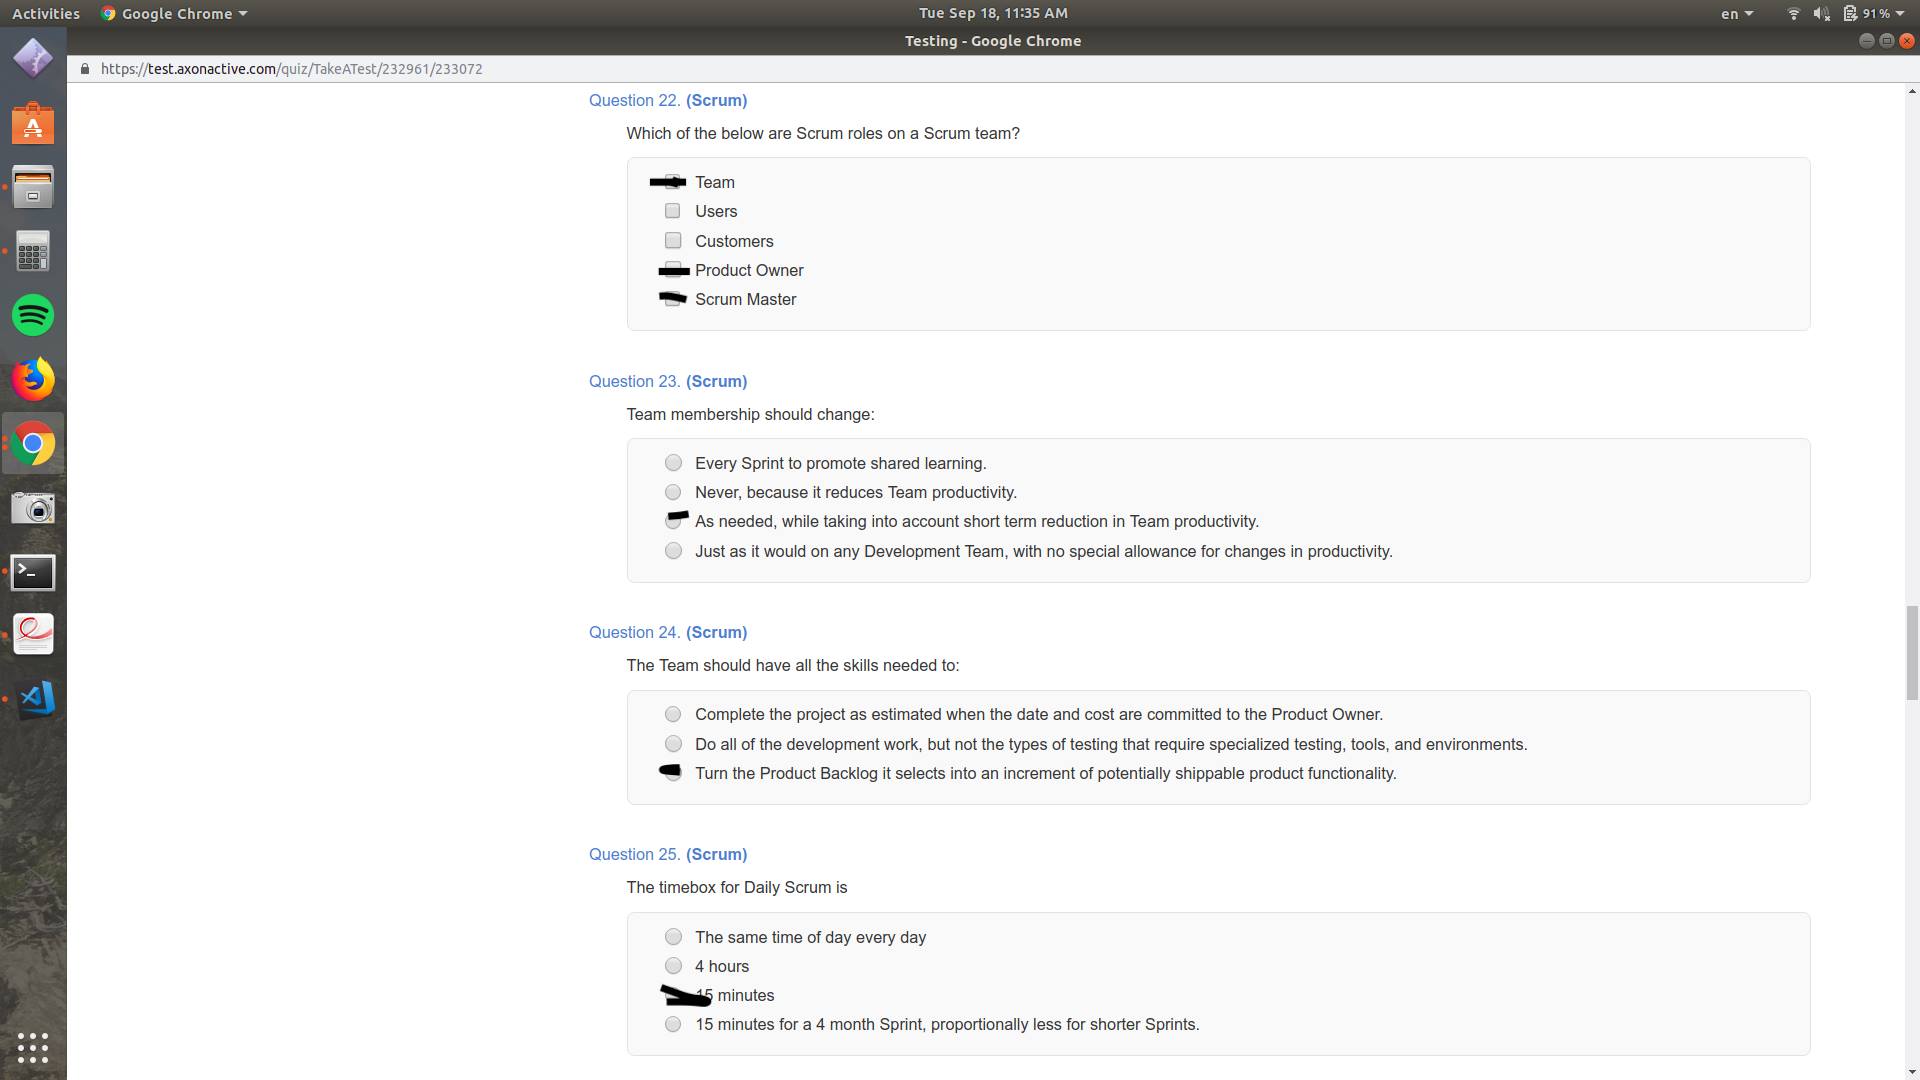 Activities
Google Chrome
Tue Sep 18, 11:35 AM
en
91%
Testing - Google Chrome
https://test.axonactive.com/quiz/TakeATest/232961/233072
Question 22. (Scrum)
Which of the below are Scrum roles on a Scrum team?
Team
Users
Customers
Product Owner
Scrum Master
Question 23. (Scrum)
Team membership should change:
Every Sprint to promote shared learning.
Never, because it reduces Team productivity.
As needed, while taking into account short term reduction in Team productivity.
Just as it would on any Development Team, with no special allowance for changes in productivity.
Question 24. (Scrum)
The Team should have all the skills needed to:
Complete the project as estimated when the date and cost are committed to the Product Owner.
Do all of the development work, but not the types of testing that require specialized testing, tools, and environments.
Turn the Product Backlog it selects into an increment of potentially shippable product functionality.
Question 25. (Scrum)
The timebox for Daily Scrum is
The same time of day every day
4 hours
15 minutes
15 minutes for a 4 month Sprint, proportionally less for shorter Sprints.